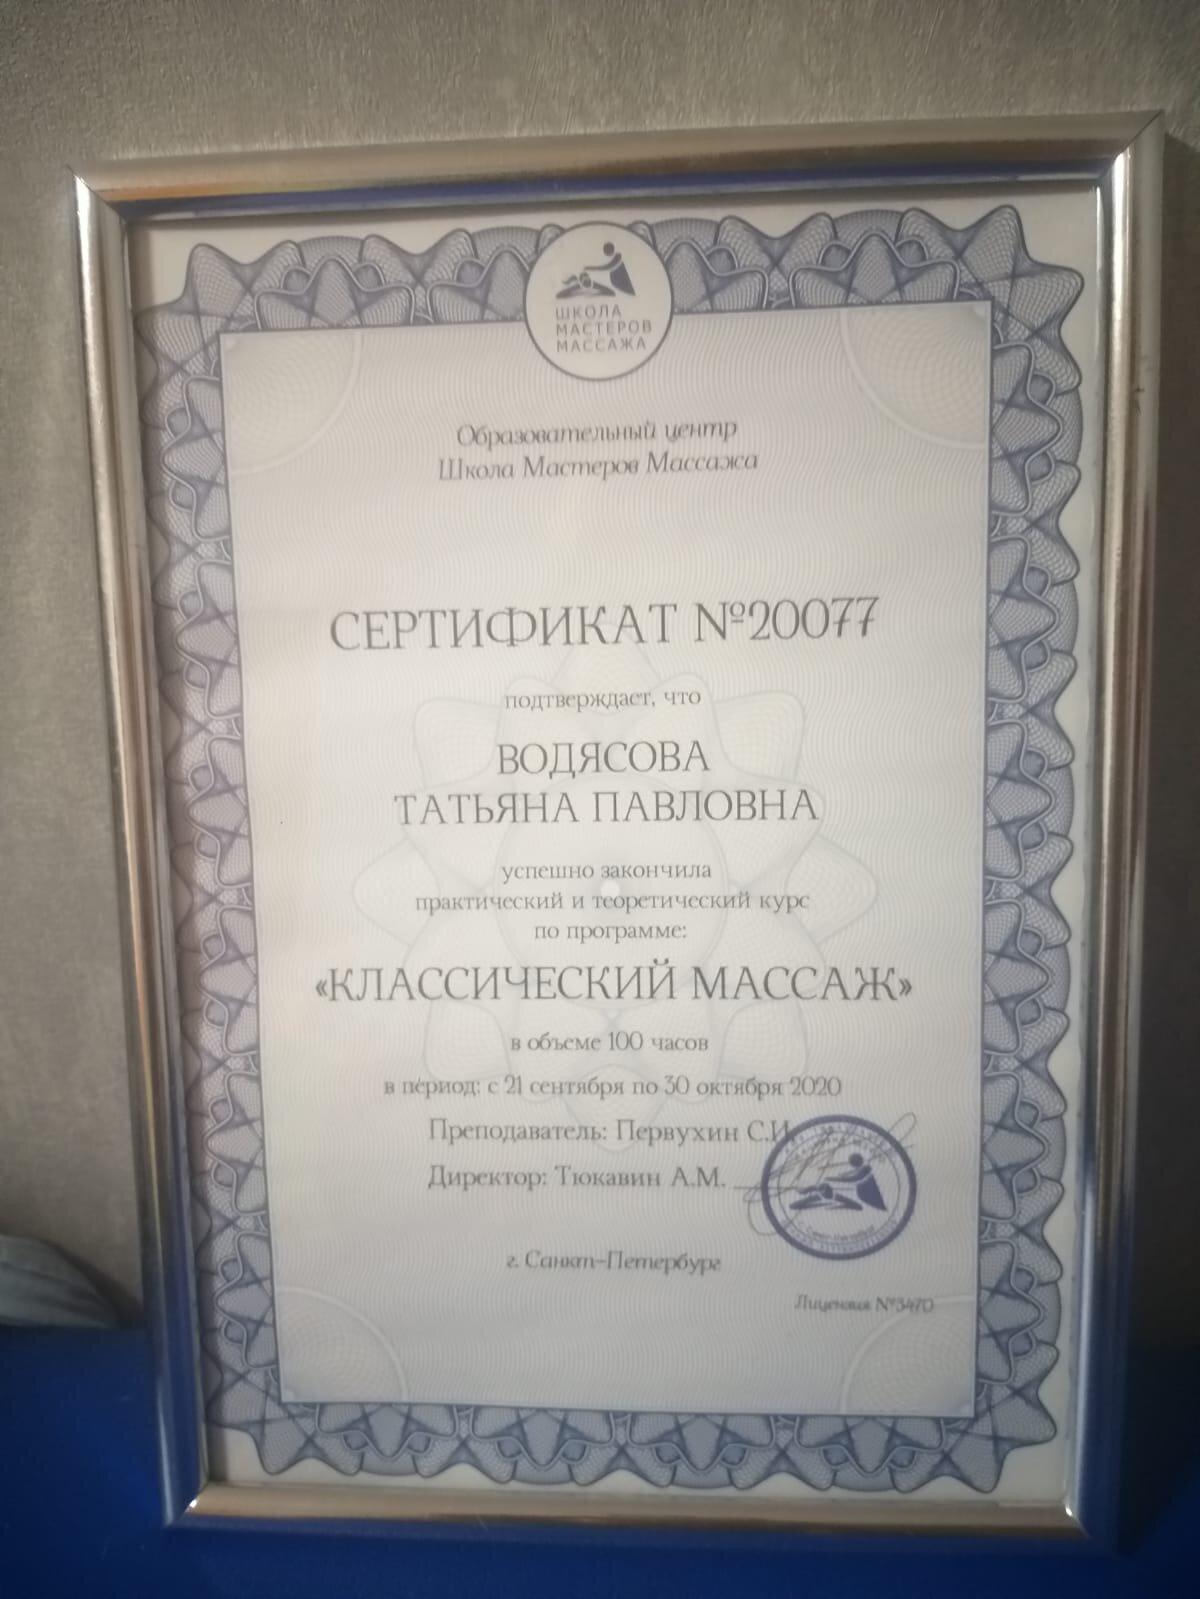 ШКОЛА
МАСТЕРОВ
МАССАЖА
Образовательный центр
Школа Мастеров Массажа
СЕРТИФИКАТ №20077
подтверждает, что
ВОДЯСОВА
ТАТЬЯНА ПАВЛОВНА
успешно закончила
практический и теоретический курс
по программе:
«КЛАССИЧЕСКИЙ МАССАЖ»
в объеме 100 часов
в период: с 21 сентября по 30 октября 2020
Преподаватель: Первухин С.И.
Директор: Тюкавин А.М.
г. Санкт-Петербург
Лицензия №3470